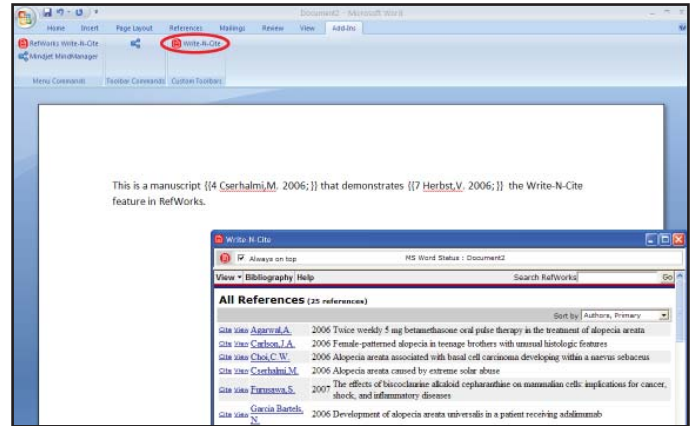 Document2 - Microsoft Word
Home Insert Page Layout References Mailings Review View Add-Ins
RefWorks Write-N-Cite
Write-N-Cite
Mindjet MindManager
Menu Commands Toolbar Commands Custom Toolbars
This is a manuscript {{4 Cserhalmi,M. 2006; }} that demonstrates {{7 Herbst,V. 2006; }} the Write-N-Cite
feature in RefWorks.
Write-N-Cite
Always on top MS Word Status : Document2
View Bibliography Help Search RefWorks Go
All References (25 references)
Sort by Authors, Primary
Cite View Agarwal,A. 2006 Twice weekly 5 mg betamethasone oral pulse therapy in the treatment of alopecia areata
Cite View Carlson,J.A. 2006 Female-patterned alopecia in teenage brothers with unusual histologic features
Cite View Choi,C.W. 2006 Alopecia areata associated with basal cell carcinoma developing within a naevus sebaceus
Cite View Cserhalmi,M. 2006 Alopecia areata caused by extreme solar abuse
Cite View Furusawa,S. 2007 The effects of biscoclaurine alkaloid cepharanthine on mammalian cells: implications for cancer,
shock, and inflammatory diseases
Cite View Garcia Bartels, N. 2006 Development of alopecia areata universalis in a patient receiving adalimumab